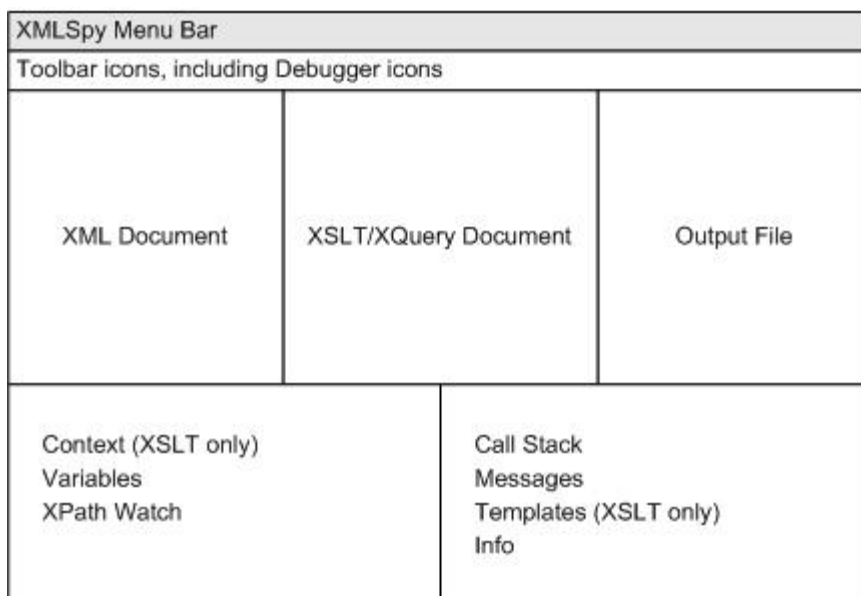 XMLSpy Menu Bar
Toolbar icons, including Debugger icons
XML Document
XSLT/XQuery Document
Output File
Context (XSLT only)
Variables
XPath Watch
Call Stack
Messages
Templates (XSLT only)
Info